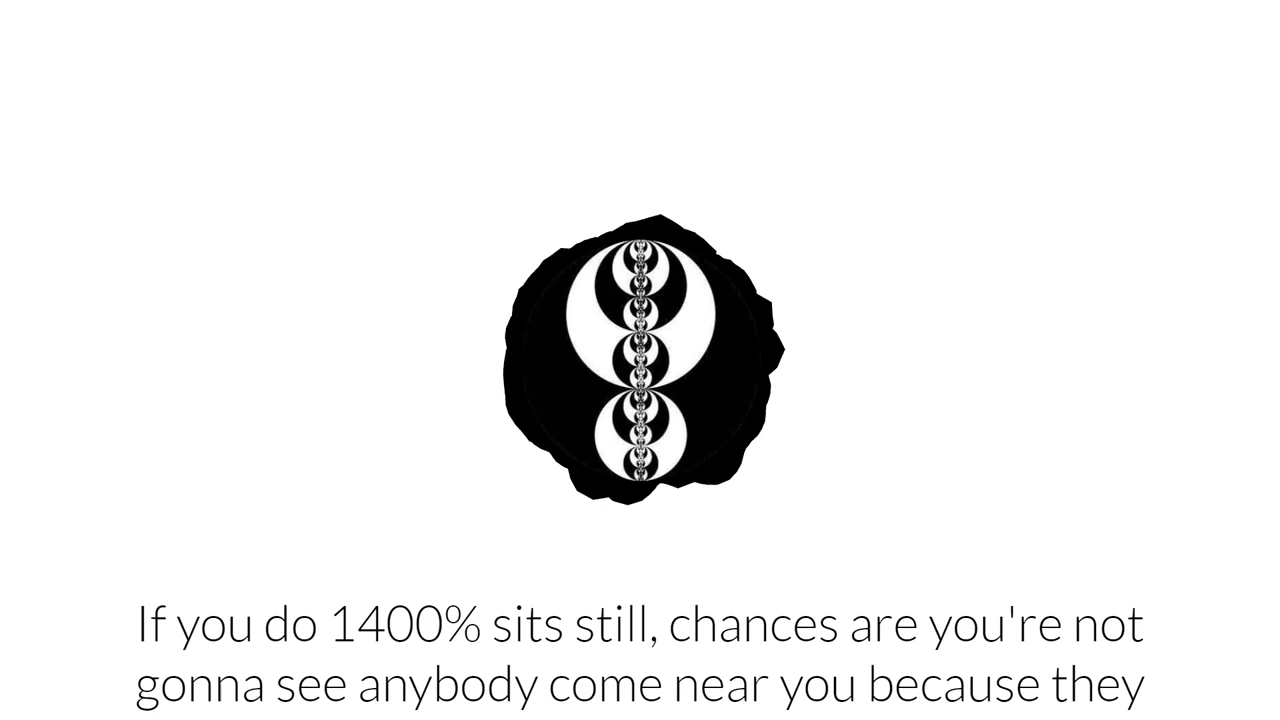 If you do 1400% sits still, chances are you're not
gonna see anybody come near you because they